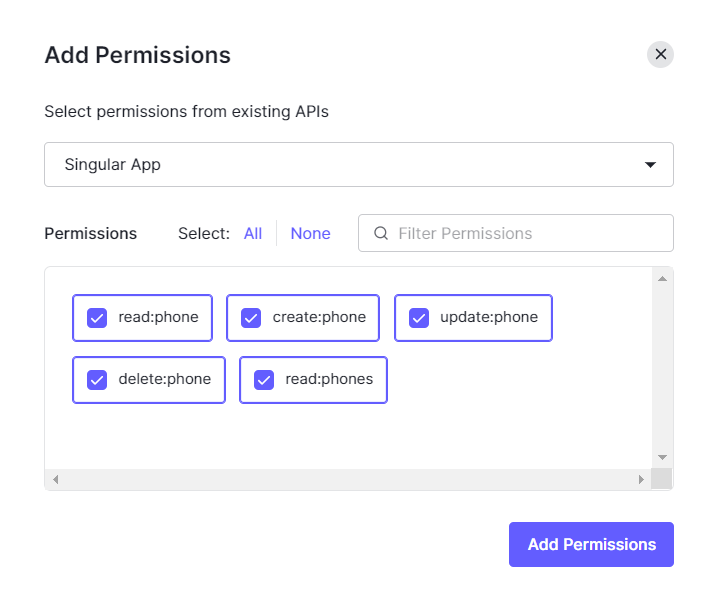 Add Permissions
Select permissions from existing APIs
Singular App
Permissions Select: All None Filter Permissions
read:phone create:phone update:phone
delete:phone read:phones
Add Permissions